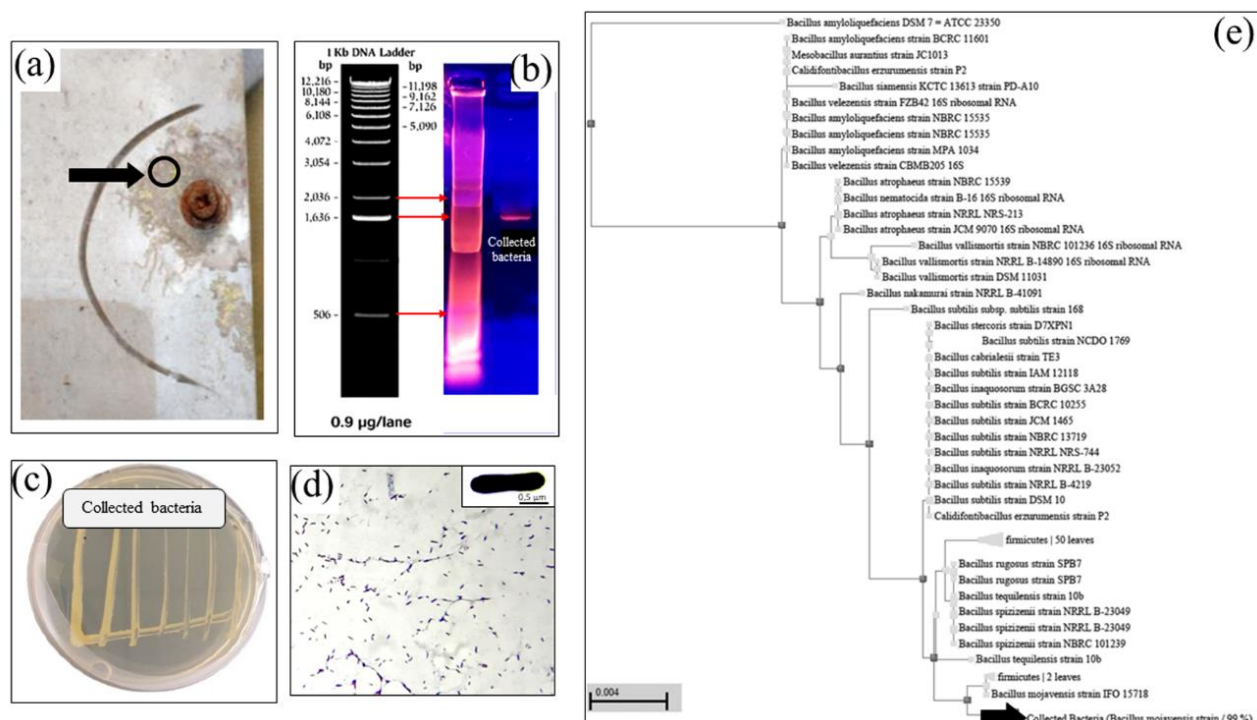 (a)
(b)
1 Kb DNA Ladder
bp
bp
12,216
10,180
8,144
7,126
6,108
5,090
11,198
9,162
4,072
3,054
2,036
1,636
506
Collected
bacteria
0.9 µg/lane
(c)
Collected bacteria
(d)
0,5 µm
(e)
Bacillus amyloliquefaciens DSM 7 = ATCC 23350
Bacillus amyloliquefaciens strain BCRC 11601
Mesobacillus aurantius strain JC1013
Calidifontibacillus erzurumensis strain P2
Bacillus siamensis KCTC 13613 strain PD-A10
Bacillus velezensis strain FZB42 16S ribosomal RNA
Bacillus amyloliquefaciens strain NBRC 15535
Bacillus amyloliquefaciens strain NBRC 15535
Bacillus amyloliquefaciens strain MPA 1034
Bacillus velezensis strain CBMB205 16S
Bacillus atrophaeus strain NBRC 15539
Bacillus nematocida strain B-16 16S ribosomal RNA
Bacillus atrophaeus strain NRRL NRS-213
Bacillus atrophaeus strain JCM 9070 16S ribosomal RNA
Bacillus vallismortis strain NBRC 101236 16S ribosomal RNA
Bacillus vallismortis strain NRRL B-14890 16S ribosomal RNA
Bacillus vallismortis strain DSM 11031
Bacillus nakamurai strain NRRL B-41091
Bacillus subtilis subsp. subtilis strain 168
Bacillus stercoris strain D7XPN1
Bacillus subtilis strain NCDO 1769
Bacillus cabrialesii strain TE3
Bacillus subtilis strain IAM 12118
Bacillus inaquosorum strain BGSC 3A28
Bacillus subtilis strain BCRC 10255
Bacillus subtilis strain JCM 1465
Bacillus subtilis strain NBRC 13719
Bacillus subtilis strain NRRL NRS-744
Bacillus inaquosorum strain NRRL B-23052
Bacillus subtilis strain NRRL B-4219
Bacillus subtilis strain DSM 10
Calidifontibacillus erzurumensis strain P2
firmicutes | 50 leaves
Bacillus rugosus strain SPB7
Bacillus rugosus strain SPB7
Bacillus tequilensis strain 10b
Bacillus spizizenii strain NRRL B-23049
Bacillus spizizenii strain NRRL B-23049
Bacillus spizizenii strain NBRC 101239
Bacillus tequilensis strain 10b
firmicutes | 2 leaves
Bacillus mojavensis strain IFO 15718
Collected Bacteria (Bacillus mojavensis strain / 99 %)
0.004